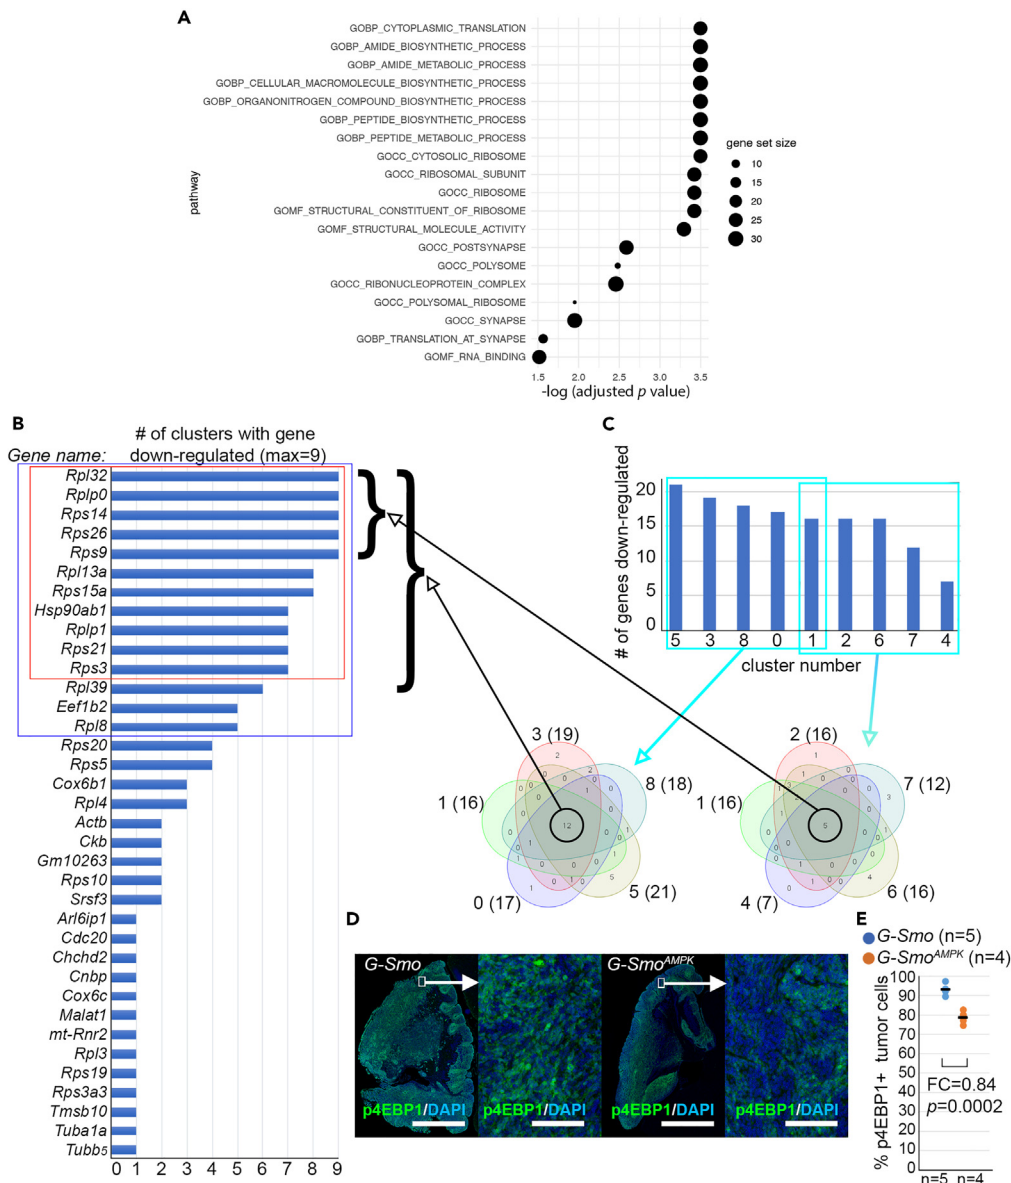 A
GOBP_CYTOPLASMIC_TRANSLATION
GOBP_AMIDE_BIOSYNTHETIC_PROCESS
GOBP_AMIDE_METABOLIC_PROCESS
GOBP_CELLULAR_MACROMOLECULE_BIOSYNTHETIC_PROCESS
GOBP_ORGANONITROGEN_COMPOUND_BIOSYNTHETIC_PROCESS
GOBP_PEPTIDE_BIOSYNTHETIC_PROCESS
GOBP_PEPTIDE_METABOLIC_PROCESS
GOCC_CYTOSOLIC_RIBOSOME
GOCC_RIBOSOMAL_SUBUNIT
GOCC_RIBOSOME
GOMF_STRUCTURAL_CONSTITUENT_OF_RIBOSOME
GOMF_STRUCTURAL_MOLECULE_ACTIVITY
GOCC_POSTSYNAPSE
GOCC_POLYSOME
GOCC_RIBONUCLEOPROTEIN_COMPLEX
GOCC_POLYSOMAL_RIBOSOME
GOCC_SYNAPSE
GOBP_TRANSLATION_AT_SYNAPSE
GOMF_RNA_BINDING
pathway
1.5 2.0 2.5 3.0 3.5
-log (adjusted p value)
gene set size
10
15
20
25
30
B
# of clusters with gene
Gene name: down-regulated (max=9)
Rpl32
Rplp0
Rps14
Rps26
Rps9
Rpl13a
Rps15a
Hsp90ab1
Rplp1
Rps21
Rps3
Rpl39
Eef1b2
Rpl8
Rps20
Rps5
Cox6b1
Rpl4
Actb
Ckb
Gm10263
Rps10
Srsf3
Arl6ip1
Cdc20
Chchd2
Cnbp
Cox6c
Malat1
mt-Rnr2
Rpl3
Rps19
Rps3a3
Tmsb10
Tuba1a
Tubb5
0 1 2 3 4 5 6 7 8 9
C
# of genes down-regulated
20
15
10
5
0
5 3 8 0 1 2 6 7 4
cluster number
3 (19)
8 (18)
1 (16)
5 (21)
0 (17)
12
2 (16)
7 (12)
1 (16)
6 (16)
4 (7)
5
D
G-Smo
p4EBP1/DAPI
p4EBP1/DAPI
G-SmoAMPK
p4EBP1/DAPI
p4EBP1/DAPI
E
G-Smo (n=5)
G-SmoAMPK (n=4)
% p4EBP1+ tumor cells
100
90
80
70
60
50
40
30
20
10
0
FC=0.84
p=0.0002
n=5 n=4